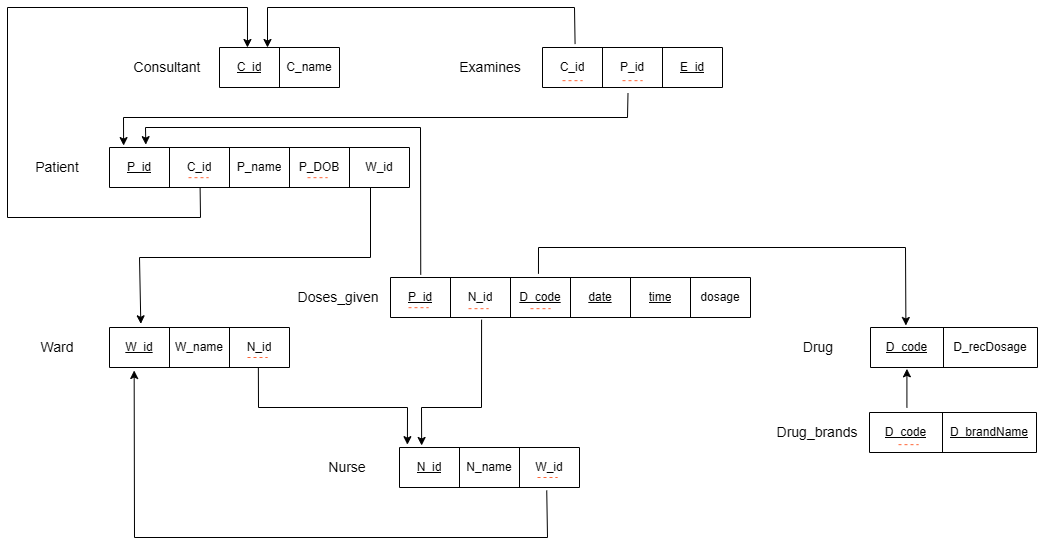 Consultant C_id C_name Examines C_id P_id E_id
Patient P_id C_id P_name P_DOB W_id
Doses_given P_id N_id D_code date time dosage
Ward W_id W_name N_id Drug D_code D_recDosage
Drug_brands D_code D_brandName
Nurse N_id N_name W_id